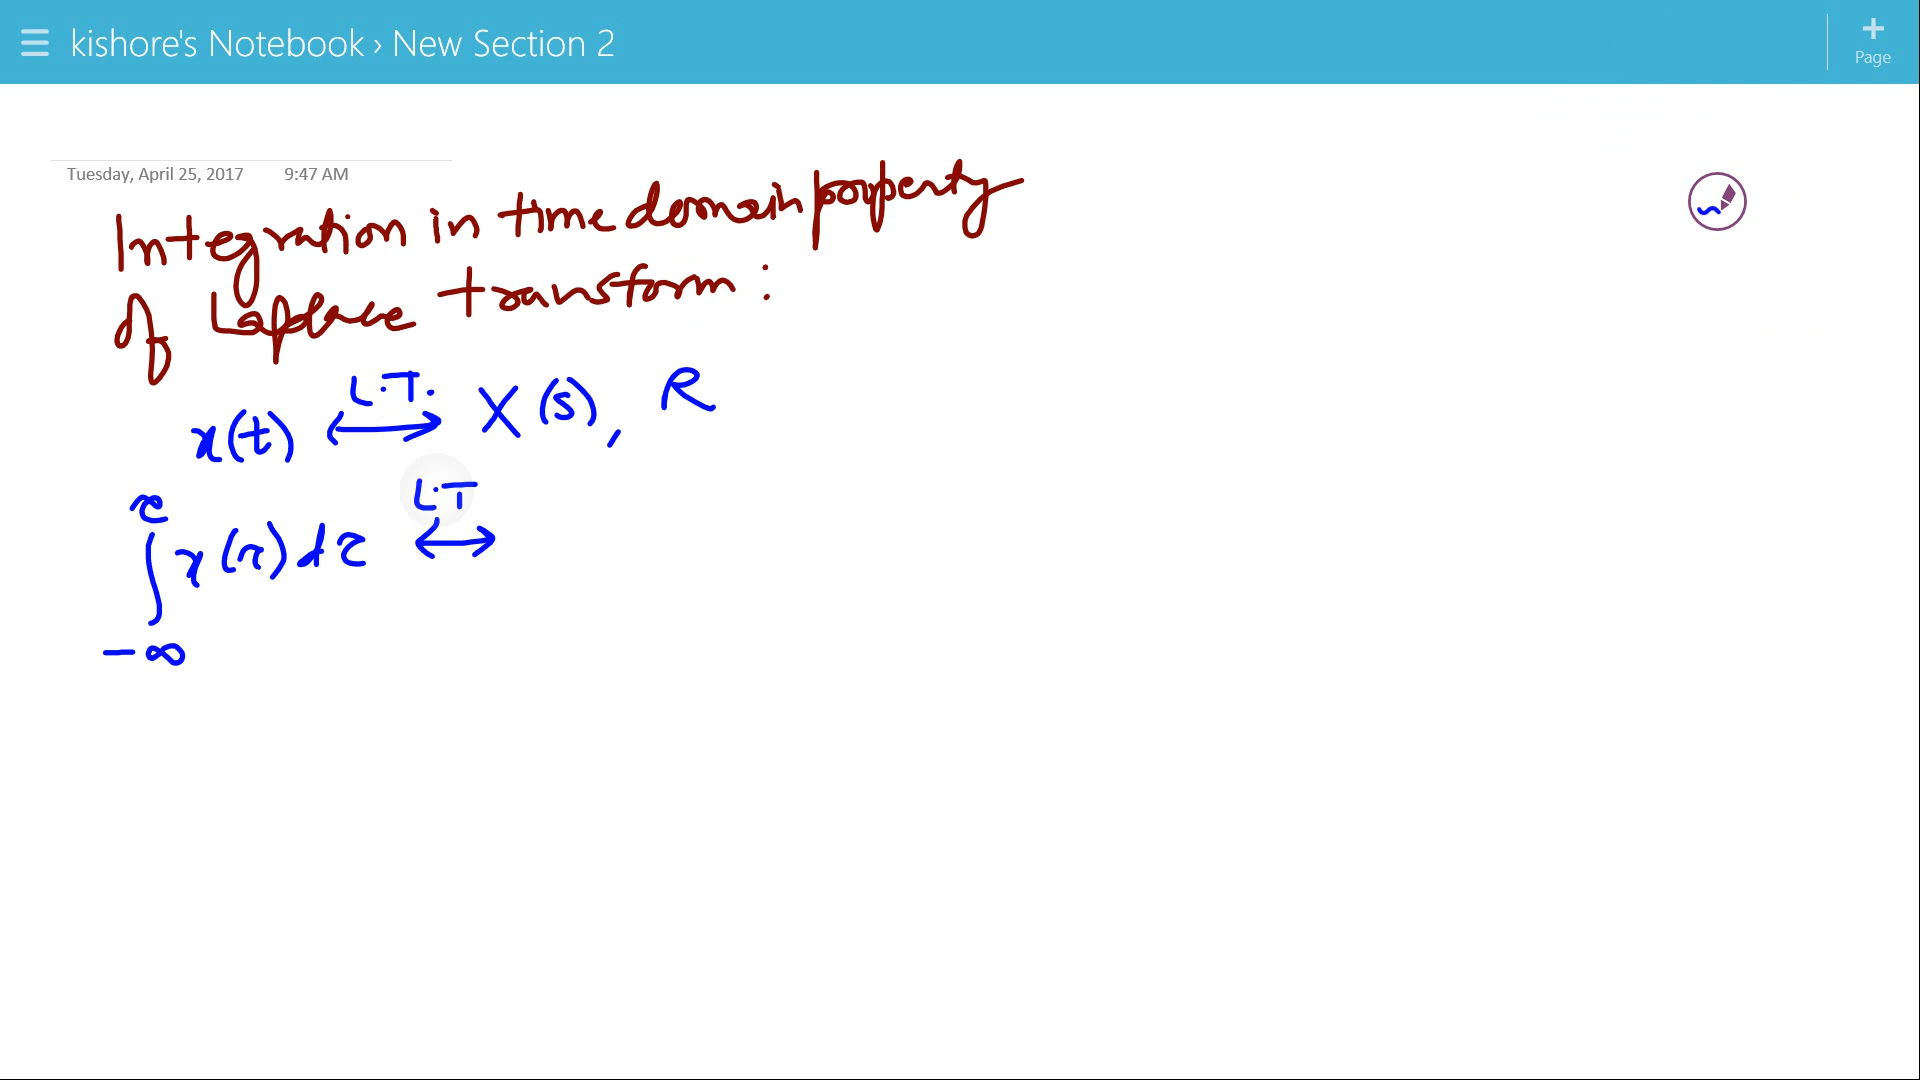 kishore's Notebook › New Section 2
Page
Tuesday, April 25, 2017 9:47 AM
Integration in time domain property
of Laplace transform :
x(t) ⟷ L.T. X(s), R
∫_{-∞}^{τ} x(τ) dτ ⟷ L.T